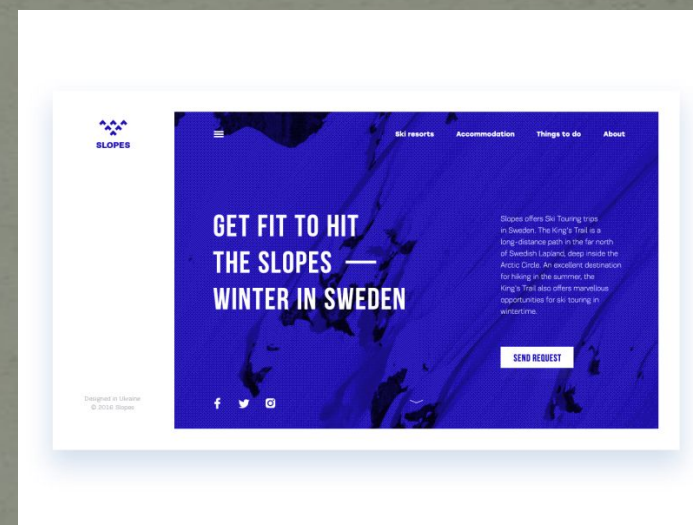 SLOPES
Ski resorts Accommodation Things to do About
GET FIT TO HIT
THE SLOPES —
WINTER IN SWEDEN
Slopes offers Ski Touring trips
in Sweden. The King's Trail is a
long-distance path in the far north
of Swedish Lapland, deep inside the
Arctic Circle. An excellent destination
for hiking in the summer, the
King's Trail also offers marvellous
opportunities for ski touring in
wintertime.
SEND REQUEST
Designed in Ukraine
© 2016 Slopes